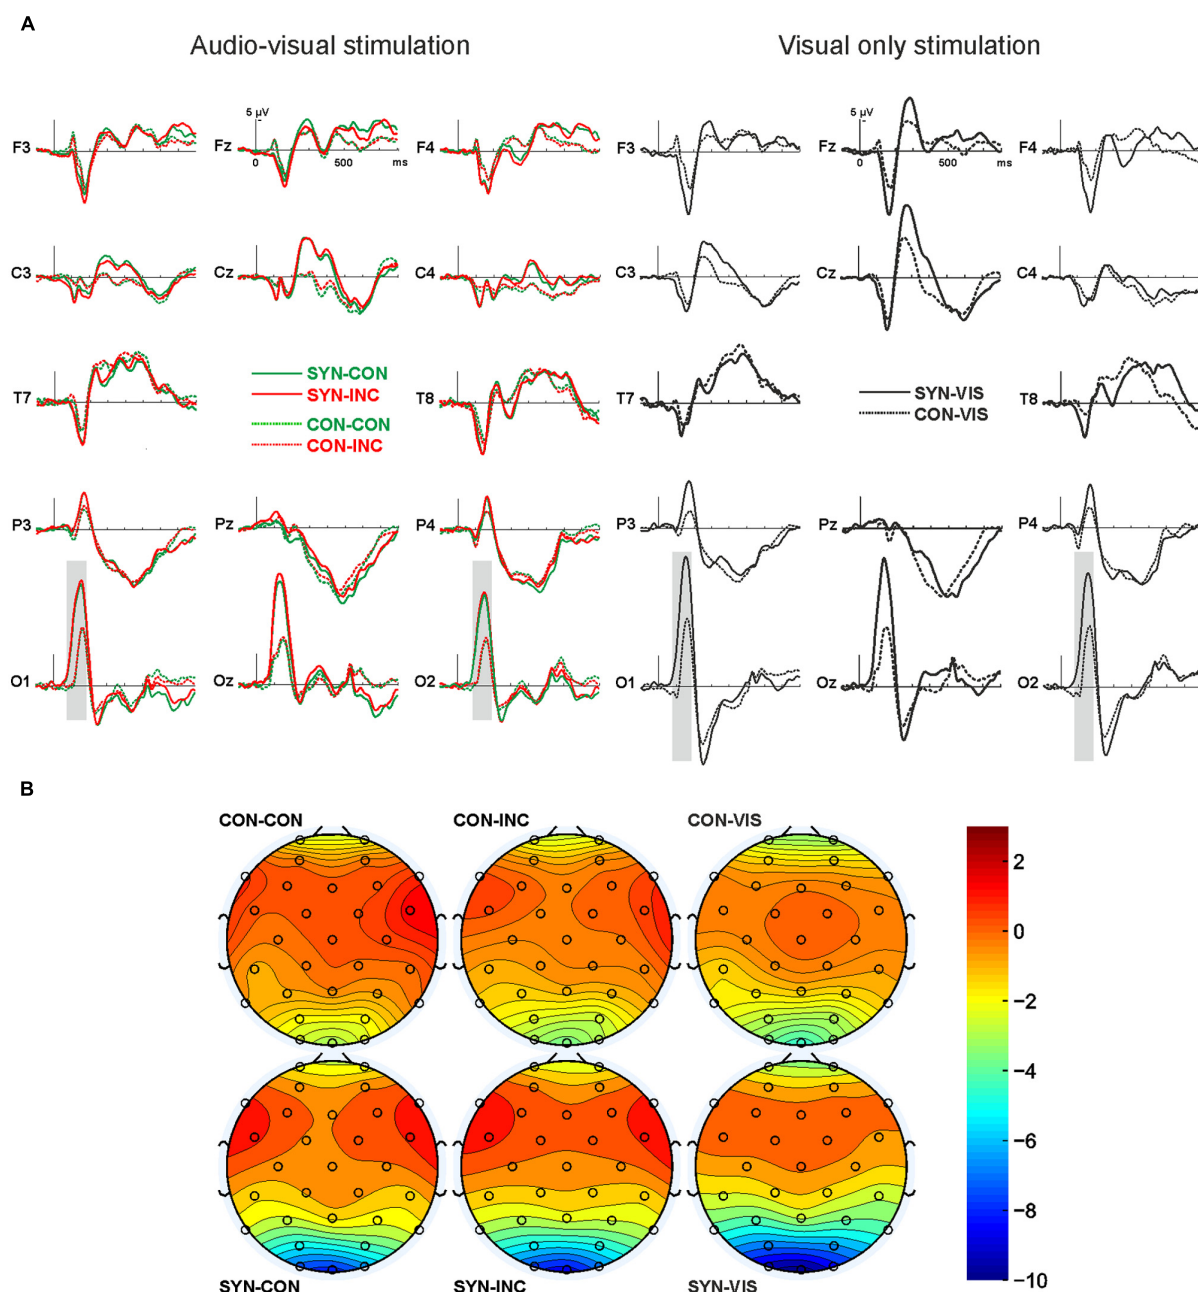 A
Audio-visual stimulation
Visual only stimulation
5 µV
5 µV
F3
Fz
F4
F3
Fz
F4
0
500
ms
0
500
ms
C3
Cz
C4
C3
Cz
C4
SYN-CON
SYN-INC
CON-CON
CON-INC
SYN-VIS
CON-VIS
T7
T8
T7
T8
P3
Pz
P4
P3
Pz
P4
O1
Oz
O2
O1
Oz
O2
B
CON-CON
CON-INC
CON-VIS
2
0
−2
−4
−6
−8
−10
SYN-CON
SYN-INC
SYN-VIS